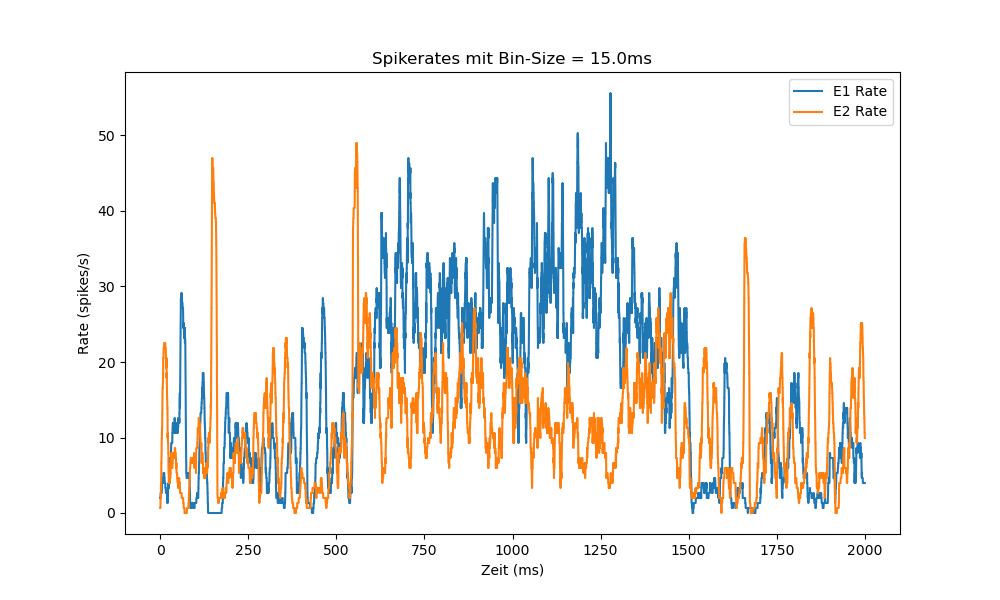 Spikerates mit Bin-Size = 15.0ms
E1 Rate
E2 Rate
50
40
30
20
10
0
Rate (spikes/s)
0 250 500 750 1000 1250 1500 1750 2000
Zeit (ms)